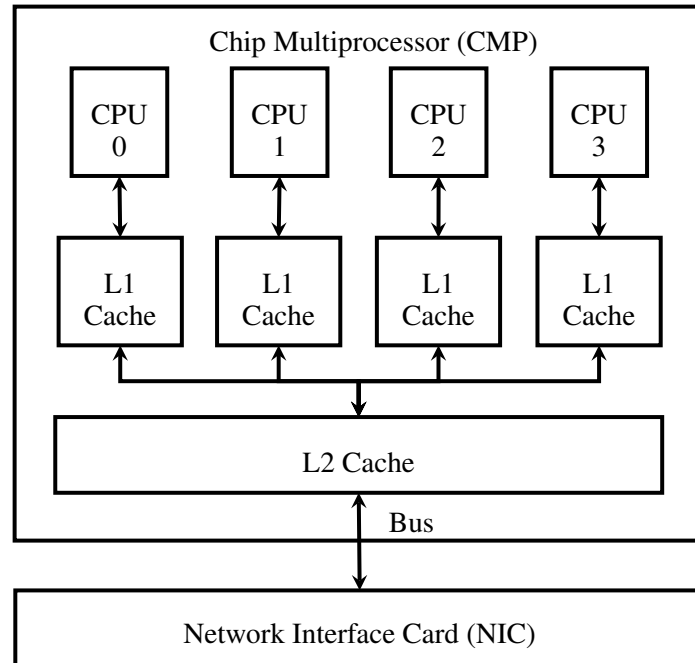 Chip Multiprocessor (CMP)
CPU
0
CPU
1
CPU
2
CPU
3
L1
Cache
L1
Cache
L1
Cache
L1
Cache
L2 Cache
Bus
Network Interface Card (NIC)